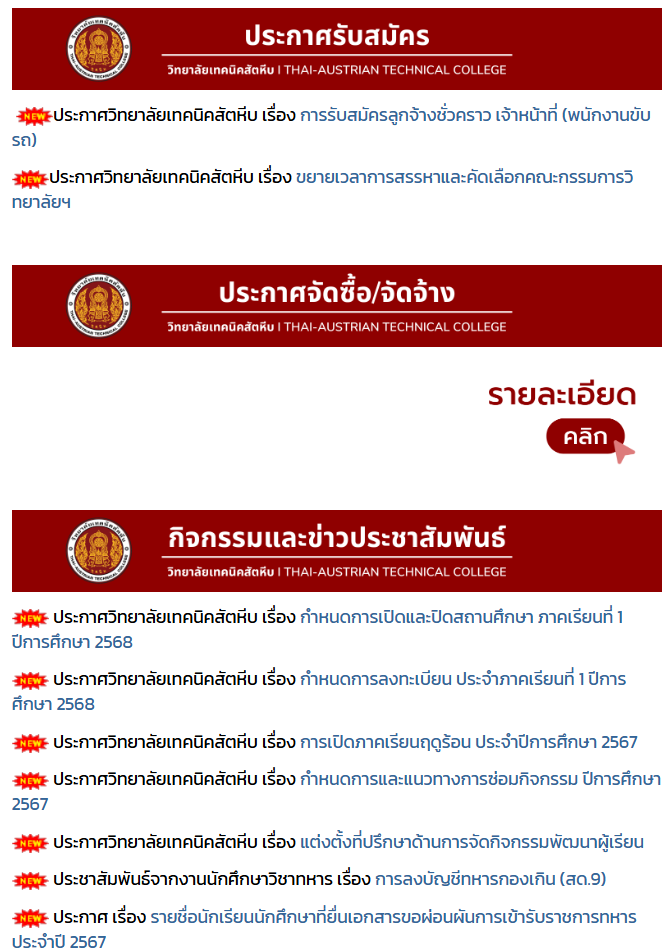 ประกาศรับสมัคร
วิทยาลัยเทคนิคสัตหีบ | THAI-AUSTRIAN TECHNICAL COLLEGE
NEW ประกาศวิทยาลัยเทคนิคสัตหีบ เรื่อง การรับสมัครลูกจ้างชั่วคราว เจ้าหน้าที่ (พนักงานขับ
รถ)
NEW ประกาศวิทยาลัยเทคนิคสัตหีบ เรื่อง ขยายเวลาการสรรหาและคัดเลือกคณะกรรมการวิ
ทยาลัยฯ
ประกาศจัดซื้อ/จัดจ้าง
วิทยาลัยเทคนิคสัตหีบ | THAI-AUSTRIAN TECHNICAL COLLEGE
รายละเอียด
คลิก
กิจกรรมและข่าวประชาสัมพันธ์
วิทยาลัยเทคนิคสัตหีบ | THAI-AUSTRIAN TECHNICAL COLLEGE
NEW ประกาศวิทยาลัยเทคนิคสัตหีบ เรื่อง กำหนดการเปิดและปิดสถานศึกษา ภาคเรียนที่ 1
ปีการศึกษา 2568
NEW ประกาศวิทยาลัยเทคนิคสัตหีบ เรื่อง กำหนดการลงทะเบียน ประจำภาคเรียนที่ 1 ปีการ
ศึกษา 2568
NEW ประกาศวิทยาลัยเทคนิคสัตหีบ เรื่อง การเปิดภาคเรียนฤดูร้อน ประจำปีการศึกษา 2567
NEW ประกาศวิทยาลัยเทคนิคสัตหีบ เรื่อง กำหนดการและแนวทางการซ่อมกิจกรรม ปีการศึกษา
2567
NEW ประกาศวิทยาลัยเทคนิคสัตหีบ เรื่อง แต่งตั้งที่ปรึกษาด้านการจัดกิจกรรมพัฒนาผู้เรียน
NEW ประชาสัมพันธ์จากงานนักศึกษาวิชาทหาร เรื่อง การลงบัญชีทหารกองเกิน (สด.9)
NEW ประกาศ เรื่อง รายชื่อนักเรียนนักศึกษาที่ยื่นเอกสารขอผ่อนผันการเข้ารับราชการทหาร
ประจำปี 2567